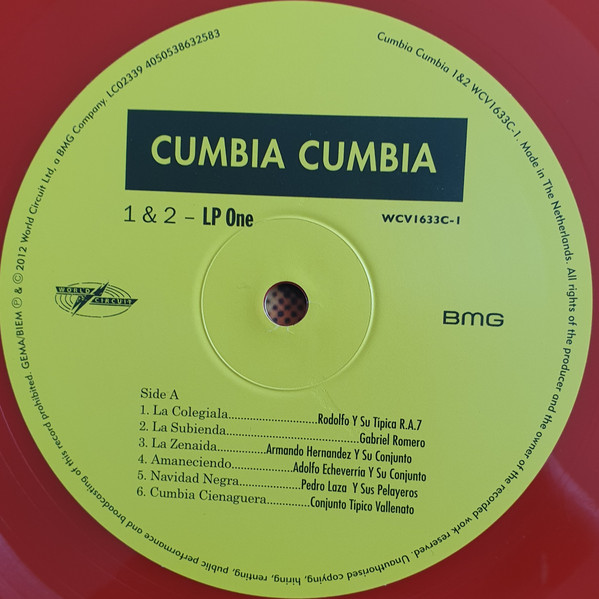 CUMBIA CUMBIA
1 & 2 – LP One
WCV1633C-1
WORLD CIRCUIT
BMG
Side A
1. La Colegiala..............................Rodolfo Y Su Tipica R.A.7
2. La Subienda.............................................Gabriel Romero
3. La Zenaida................Armando Hernandez Y Su Conjunto
4. Amaneciendo....................Adolfo Echeverria Y Su Conjunto
5. Navidad Negra.....................Pedro Laza Y Sus Pelayeros
6. Cumbia Cienaguera...............Conjunto Tipico Vallenato
GEMA/BIEM ℗ & © 2012 World Circuit Ltd, a BMG Company. LC02339 4050538632583
Cumbia Cumbia 1&2 WCV1633C-1. Made in The Netherlands. All rights of the producer and the owner of the recorded work reserved. Unauthorised copying, hiring, renting, public performance and broadcasting of this record prohibited.